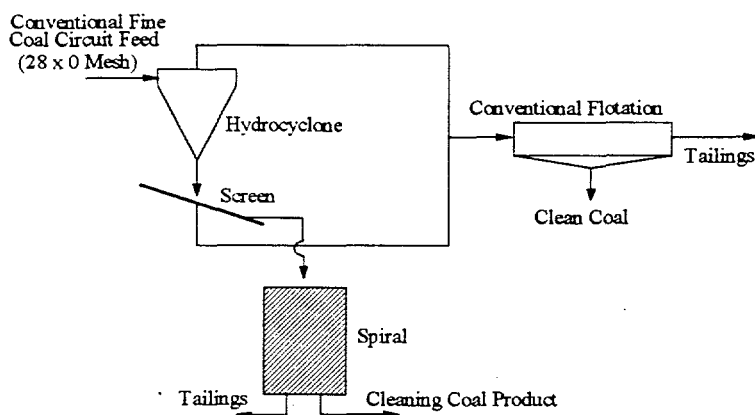 Conventional Fine
Coal Circuit Feed
(28 x 0 Mesh)
Hydrocyclone
Conventional Flotation
Tailings
Screen
Clean Coal
Spiral
Tailings
Cleaning Coal Product